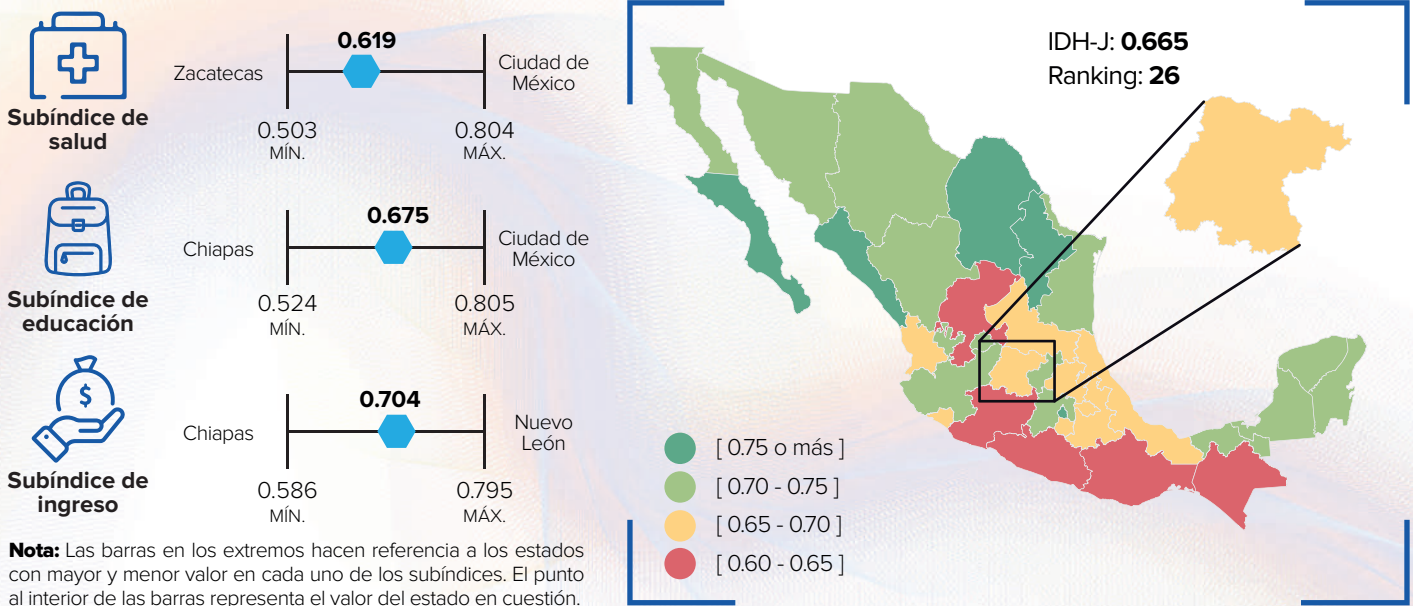 Subíndice de
salud
Zacatecas
0.619
Ciudad de
México
0.503
MÍN.
0.804
MÁX.
Subíndice de
educación
Chiapas
0.675
Ciudad de
México
0.524
MÍN.
0.805
MÁX.
$
Subíndice de
ingreso
Chiapas
0.704
Nuevo
León
0.586
MÍN.
0.795
MÁX.
Nota: Las barras en los extremos hacen referencia a los estados
con mayor y menor valor en cada uno de los subíndices. El punto
al interior de las barras representa el valor del estado en cuestión.
IDH-J: 0.665
Ranking: 26
[ 0.75 o más ]
[ 0.70 - 0.75 ]
[ 0.65 - 0.70 ]
[ 0.60 - 0.65 ]